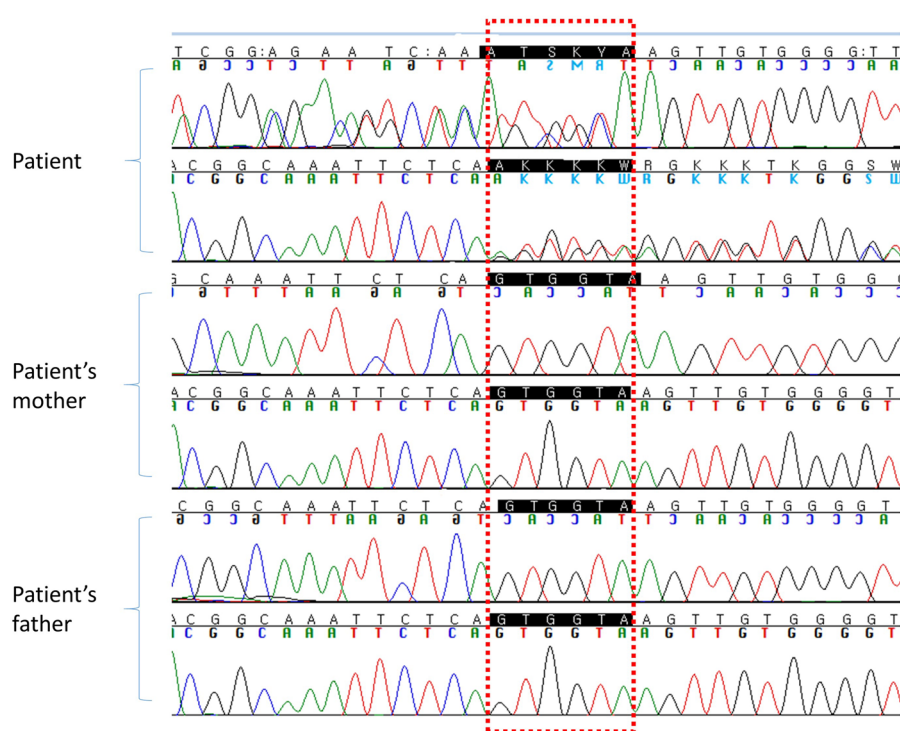 T C G G : A G A A T C : A A A T S K Y A A G T T G T G G G G : T T
A G C C T C T T A G T T T A S M R T T C A A C A C C C C A A
Patient
A C G G C A A A T T C T C A A K K K K W R G K K K T K G G S W
C G G C A A A T T C T C A A K K K K W R G K K K T K G G S W
G C A A A T T C T C A G T G G T A A G T T G T G G
G T T T A A G A G T C A C C A T T C A A C A C C
Patient's
mother
A C G G C A A A T T C T C A G T G G T A A G T T G T G G G G T
C G G C A A A T T C T C A G T G G T A A G T T G T G G G G T
C G G C A A A T T C T C A G T G G T A A G T T G T G G G G T
G C C G T T T A A G A G T C A C C A T T C A A C A C C C C A
Patient's
father
A C G G C A A A T T C T C A G T G G T A A G T T G T G G G G T
C G G C A A A T T C T C A G T G G T A A G T T G T G G G G T